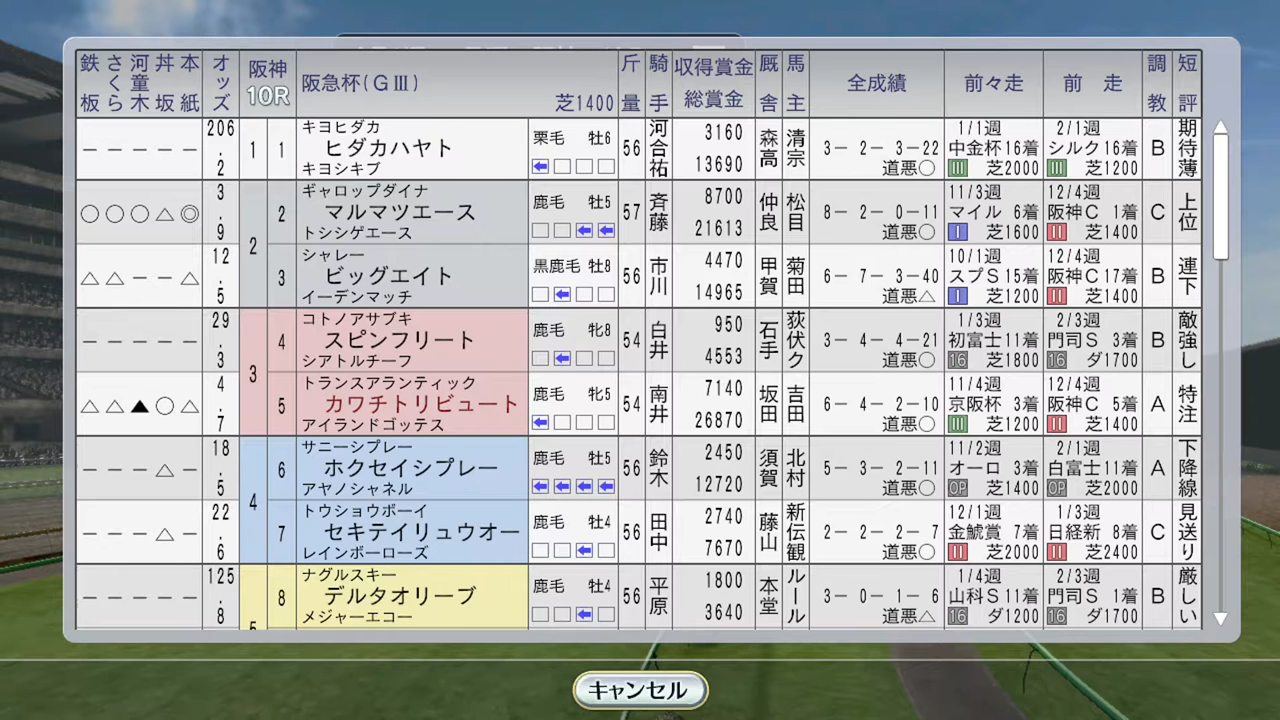 鉄板 さくら 河童木 丼坂 本紙 オッズ 阪神10R 阪急杯(GⅢ) 芝1400 斤量 騎手 収得賞金 総賞金 厩舎 馬主 全成績 前々走 前走 調教 短評
－ － － － － 206.2 1 1 キヨヒダカ 栗毛 牡6 56 河合祐 3160 森高 清宗 3－ 2－ 3－22 1/1週 2/1週 B 期待薄
ヒダカハヤト 中金杯16着 シルク16着
キヨシキブ ← 13690 道悪○ Ⅲ 芝2000 Ⅲ 芝1200
○ ○ ○ △ ◎ 3.9 2 2 ギャロップダイナ 鹿毛 牡5 57 斉藤 8700 仲良 松目 8－ 2－ 0－11 11/3週 12/4週 C 上位
マルマツエース マイル 6着 阪神C 1着
トシシゲエース ← ← 21613 道悪○ Ⅰ 芝1600 Ⅱ 芝1400
△ △ － － △ 12.5 3 シャレー 黒鹿毛 牡8 56 市川 4470 甲賀 菊田 6－ 7－ 3－40 10/1週 12/4週 B 連下
ビッグエイト スプS15着 阪神C17着
イーデンマッチ ← 14965 道悪△ Ⅰ 芝1200 Ⅱ 芝1400
－ － － － － 29.3 3 4 コトノアサブキ 鹿毛 牝8 54 白井 950 石手 荻伏ク 3－ 4－ 4－21 1/3週 2/3週 B 敵強し
スピンフリート 初富士11着 門司S 3着
シアトルチーフ ← 4553 道悪○ 16 芝1800 16 ダ1700
△ △ ▲ ○ △ 4.7 5 トランスアランティック 鹿毛 牝5 54 南井 7140 坂田 吉田 6－ 4－ 2－10 11/4週 12/4週 A 特注
カワチトリビュート 京阪杯 3着 阪神C 5着
アイランドゴッテス ← 26870 道悪○ Ⅲ 芝1200 Ⅱ 芝1400
－ － － △ － 18.5 4 6 サニーシプレー 鹿毛 牡5 56 鈴木 2450 須賀 北村 5－ 3－ 2－11 11/2週 2/1週 A 下降線
ホクセイシプレー オーロ 3着 白富士11着
アヤノシャネル ← ← ← ← 12720 道悪○ OP 芝1400 OP 芝2000
－ － － △ － 22.6 7 トウショウボーイ 鹿毛 牡4 56 田中 2740 藤山 新伝観 2－ 2－ 2－ 7 12/1週 1/3週 C 見送り
セキテイリュウオー 金鯱賞 7着 日経新 8着
レインボーローズ ← 7670 道悪○ Ⅱ 芝2000 Ⅱ 芝2400
－ － － － － 125.8 5 8 ナグルスキー 鹿毛 牡4 56 平原 1800 本堂 ルール 3－ 0－ 1－ 6 1/4週 2/3週 B 厳しい
デルタオリーブ 山科S11着 門司S 1着
メジャーエコー ← 3640 道悪△ 16 ダ1200 16 ダ1700
キャンセル